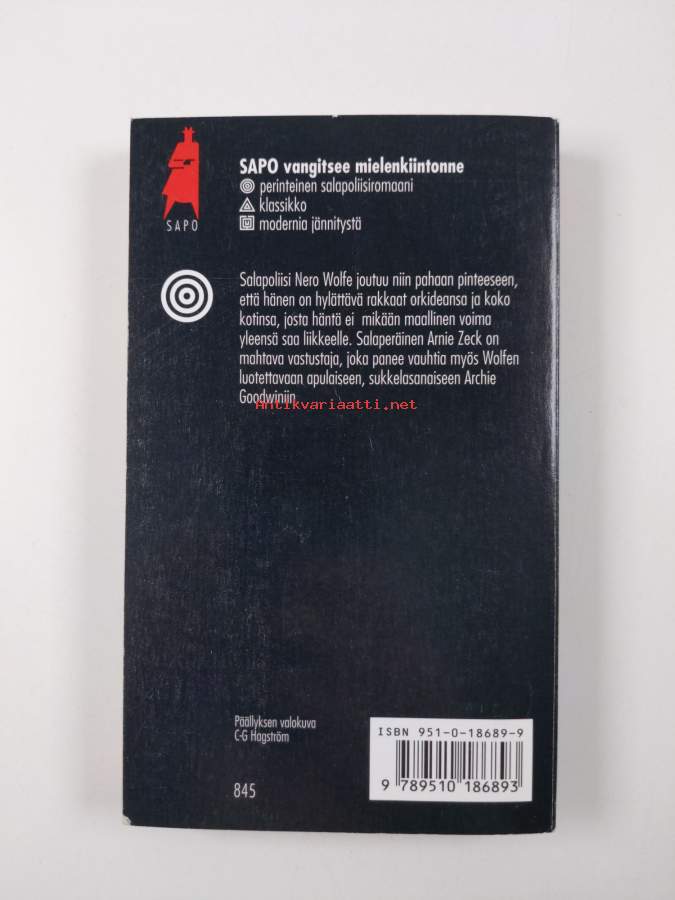 SAPO
SAPO vangitsee mielenkiintonne
perinteinen salapoliisiromaani
klassikko
modernia jännitystä
Salapoliisi Nero Wolfe joutuu niin pahaan pinteeseen,
että hänen on hylättävä rakkaat orkideansa ja koko
kotinsa, josta häntä ei mikään maallinen voima
yleensä saa liikkeelle. Salaperäinen Arnie Zeck on
mahtava vastustaja, joka panee vauhtia myös Wolfen
luotettavaan apulaiseen, sukkelasanaiseen Archie
Goodwiniin.
Antikvariaatti.net
Päällyksen valokuva
C-G Hagström
845
ISBN 951-0-18689-9
9 789510 186893